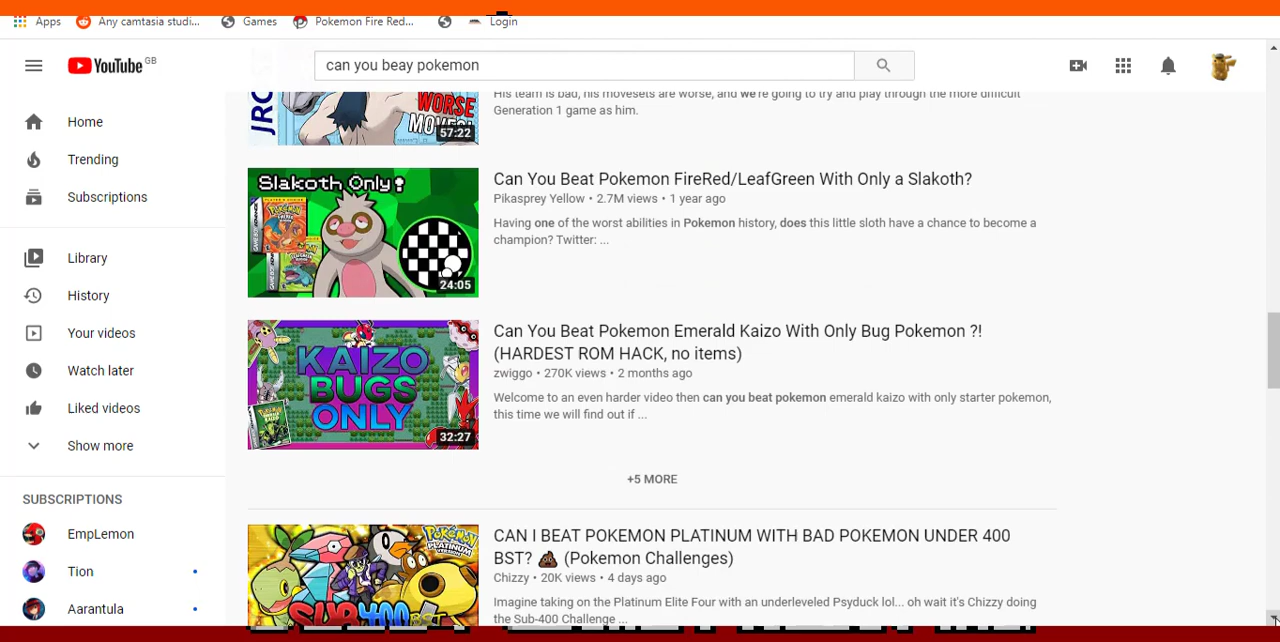 Apps Any camtasia studi... Games Pokemon Fire Red... Login
YouTube GB
can you beay pokemon
Home
Trending
Subscriptions
Library
History
Your videos
Watch later
Liked videos
Show more
SUBSCRIPTIONS
EmpLemon
Tion
Aarantula
JRO
WORSE
MOVES!
57:22
His team is bad, his movesets are worse, and we're going to try and play through the more difficult
Generation 1 game as him.
Slakoth Only!
24:05
Can You Beat Pokemon FireRed/LeafGreen With Only a Slakoth?
Pikasprey Yellow • 2.7M views • 1 year ago
Having one of the worst abilities in Pokemon history, does this little sloth have a chance to become a
champion? Twitter: ...
KAIZO
BUGS
ONLY
32:27
Can You Beat Pokemon Emerald Kaizo With Only Bug Pokemon ?!
(HARDEST ROM HACK, no items)
zwiggo • 270K views • 2 months ago
Welcome to an even harder video then can you beat pokemon emerald kaizo with only starter pokemon,
this time we will find out if ...
+5 MORE
POKÉMON
PLATINUM
SUB 400
BST
CAN I BEAT POKEMON PLATINUM WITH BAD POKEMON UNDER 400
BST? 💩 (Pokemon Challenges)
Chizzy • 20K views • 4 days ago
Imagine taking on the Platinum Elite Four with an underleveled Psyduck lol... oh wait it's Chizzy doing
the Sub-400 Challenge ...